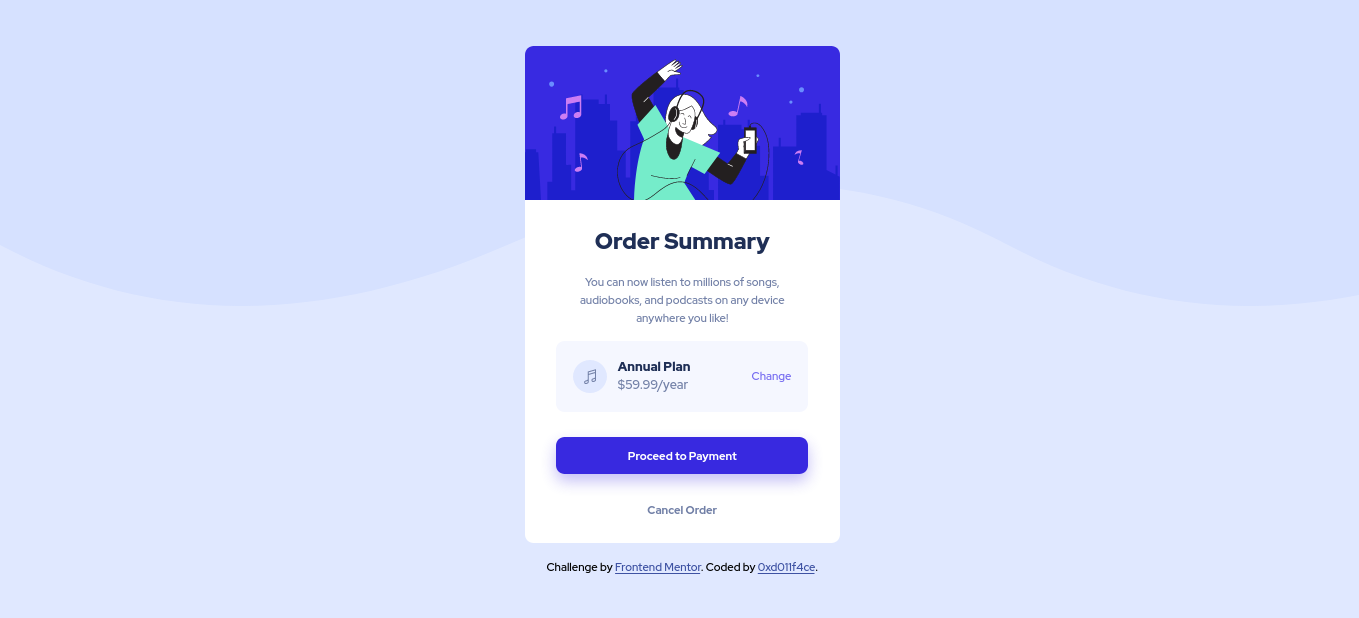 Order Summary
You can now listen to millions of songs,
audiobooks, and podcasts on any device
anywhere you like!
Annual Plan
$59.99/year
Change
Proceed to Payment
Cancel Order
Challenge by Frontend Mentor. Coded by 0xd011f4ce.